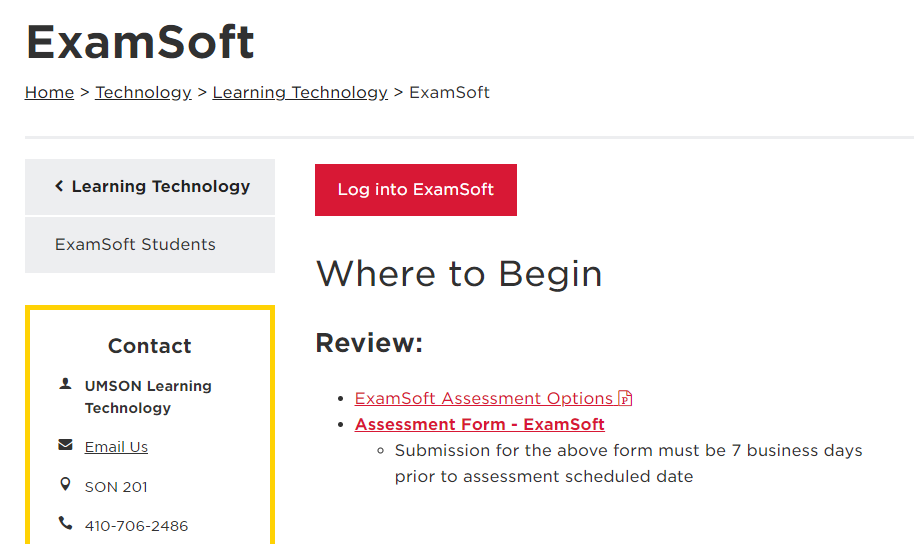 ExamSoft
Home > Technology > Learning Technology > ExamSoft
Learning Technology
ExamSoft Students
Contact
UMSON Learning
Technology
Email Us
SON 201
410-706-2486
Log into ExamSoft
Where to Begin
Review:
ExamSoft Assessment Options
Assessment Form - ExamSoft
Submission for the above form must be 7 business days
prior to assessment scheduled date